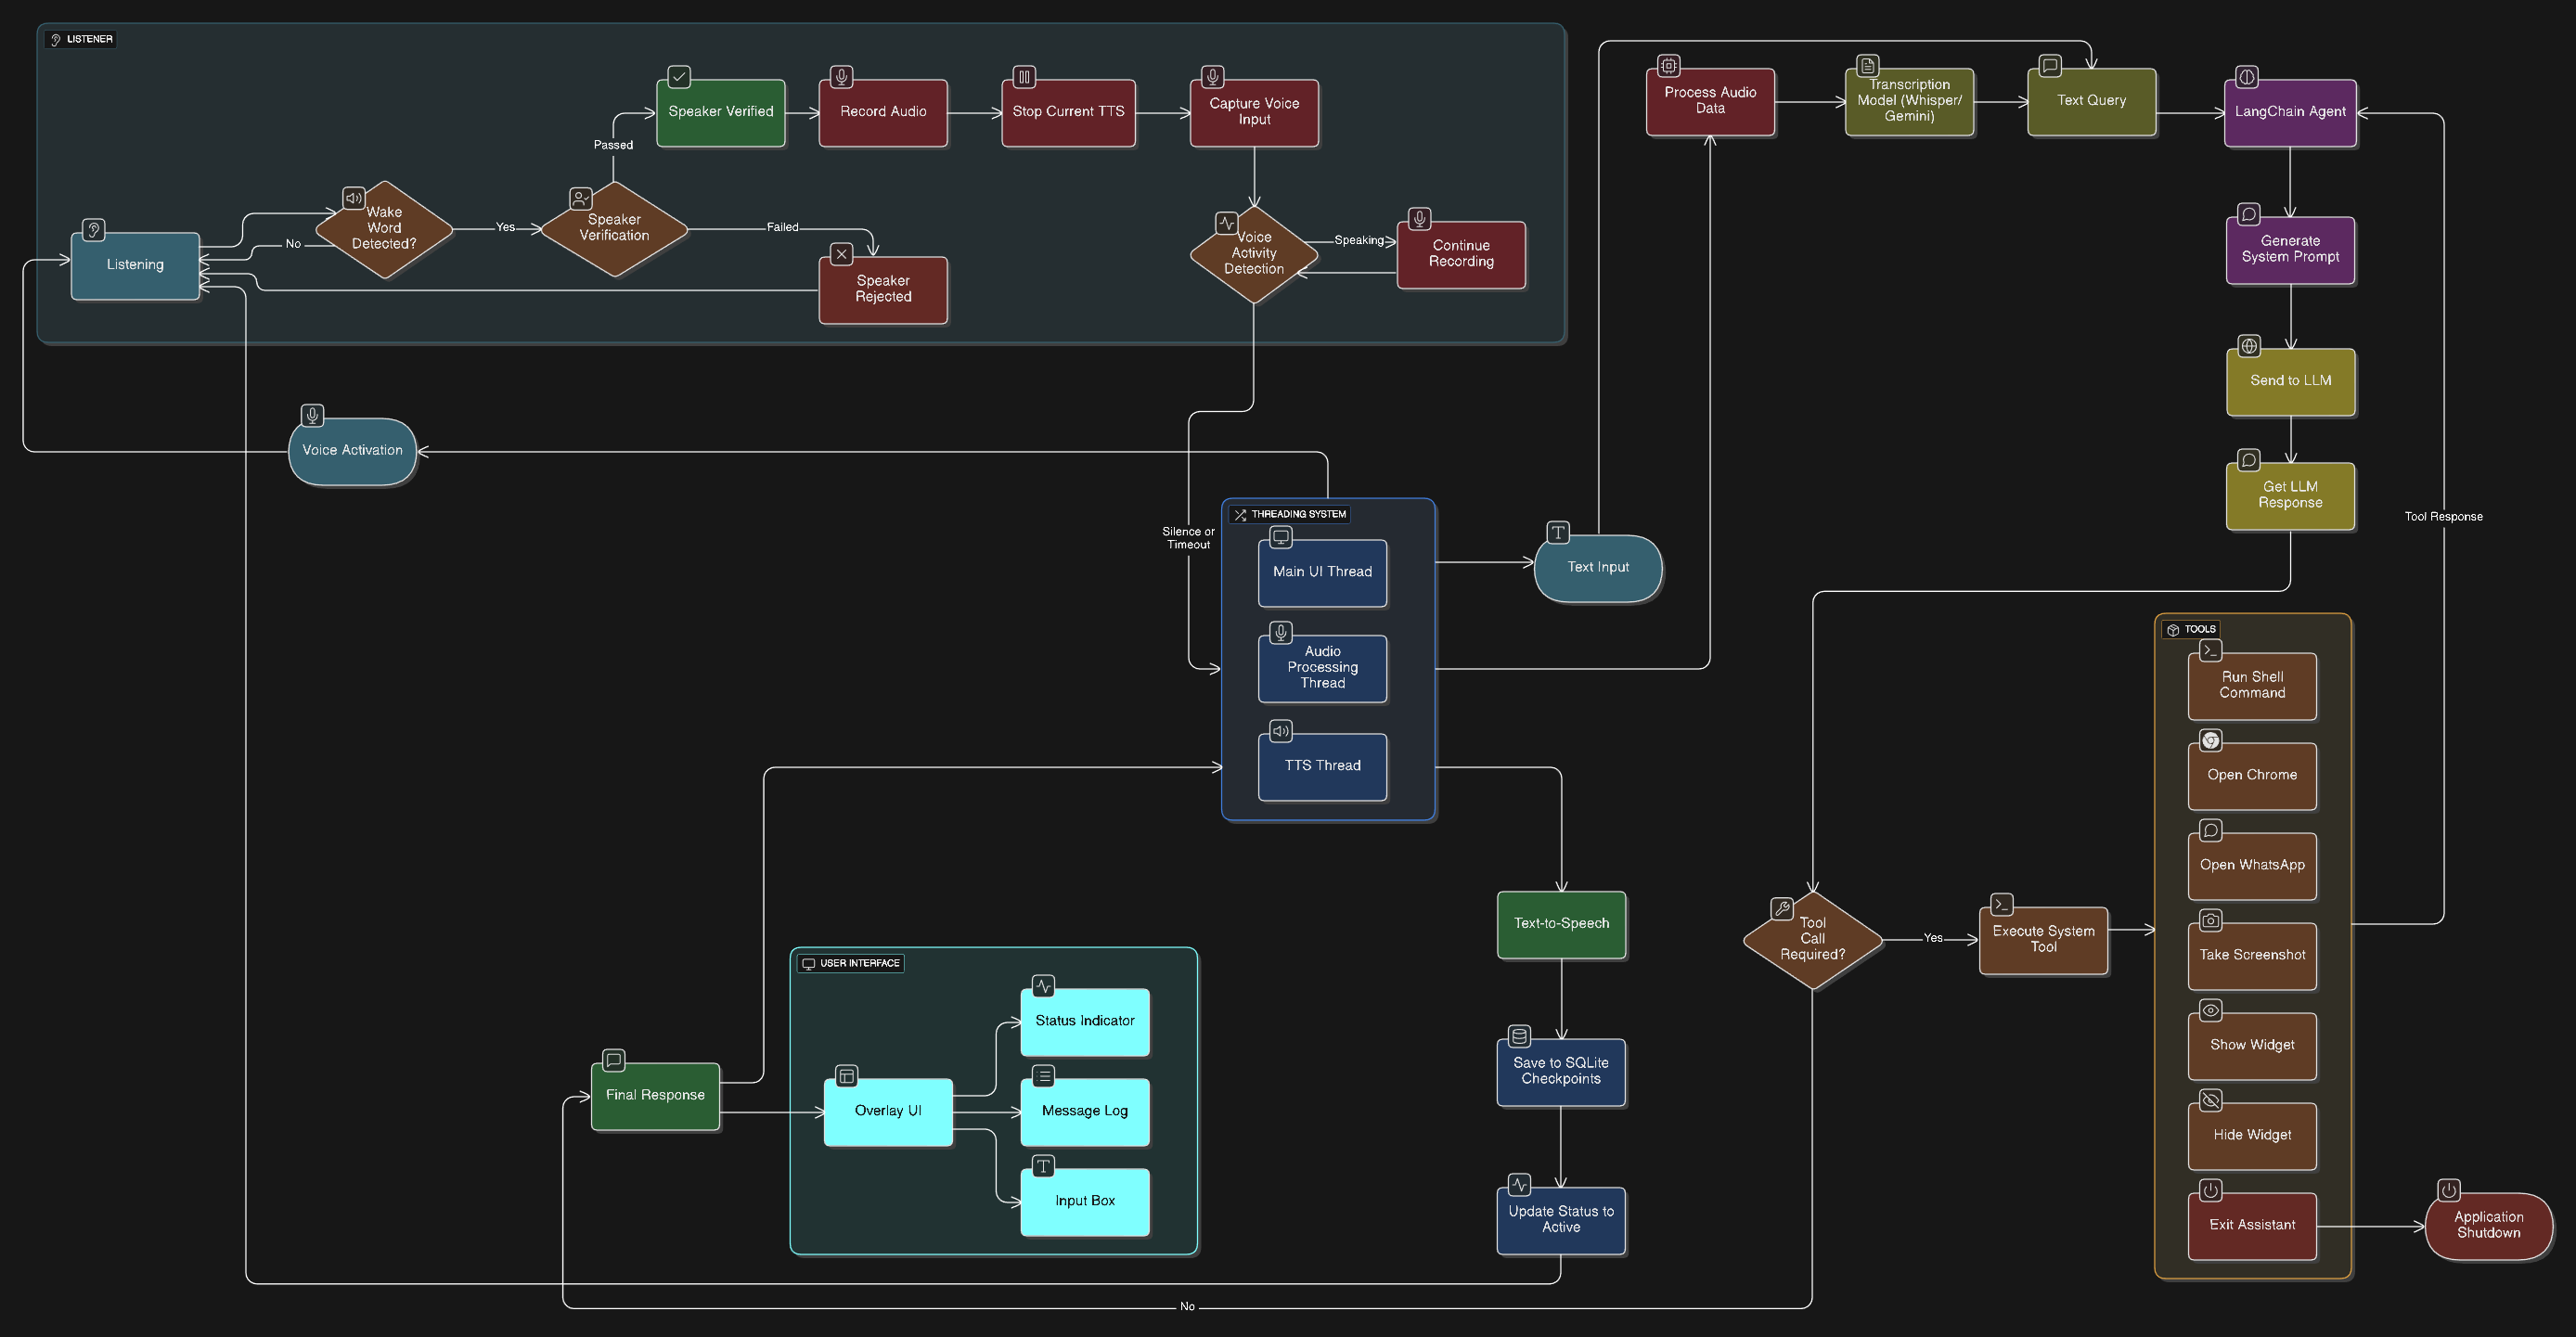 LISTENER
Speaker Verified
Record Audio
Stop Current TTS
Capture Voice
Input
Passed
Wake
Word
Detected?
Yes
Speaker
Verification
Failed
No
Listening
Speaker
Rejected
Voice
Activity
Detection
Speaking
Continue
Recording
Process Audio
Data
Transcription
Model (Whisper/
Gemini)
Text Query
LangChain Agent
Generate
System Prompt
Send to LLM
Get LLM
Response
Tool Response
Voice Activation
Silence or
Timeout
THREADING SYSTEM
Main UI Thread
Audio
Processing
Thread
TTS Thread
Text Input
Text-to-Speech
Save to SQLite
Checkpoints
Update Status to
Active
Tool
Call
Required?
Yes
Execute System
Tool
TOOLS
Run Shell
Command
Open Chrome
Open WhatsApp
Take Screenshot
Show Widget
Hide Widget
Exit Assistant
Application
Shutdown
Final Response
USER INTERFACE
Overlay UI
Status Indicator
Message Log
Input Box
No